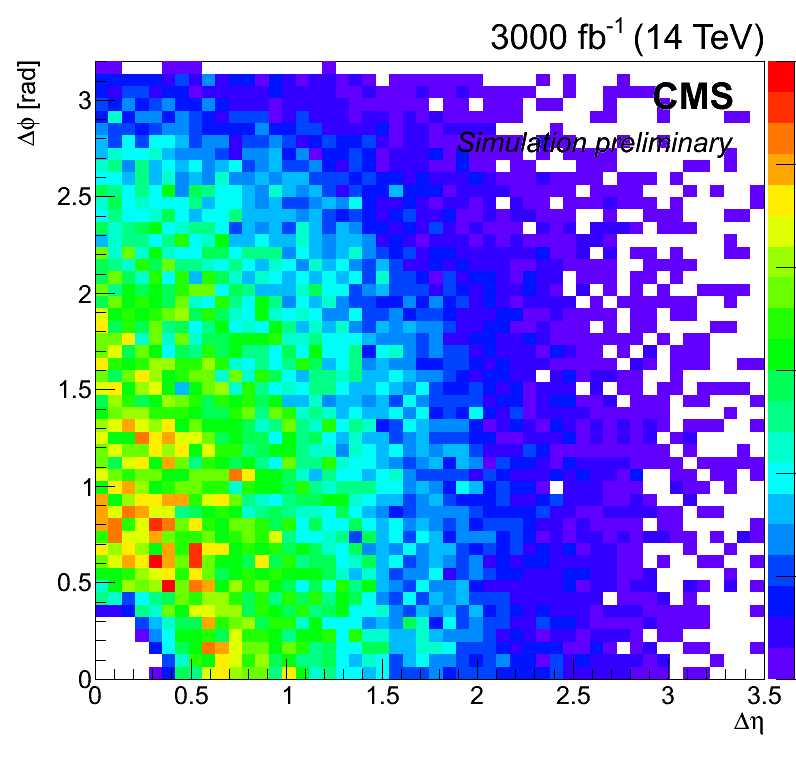 3000 fb-1 (14 TeV)
Δϕ [rad]
CMS
Simulation preliminary
3
2.5
2
1.5
1
0.5
0
0 0.5 1 1.5 2 2.5 3 3.5
Δη